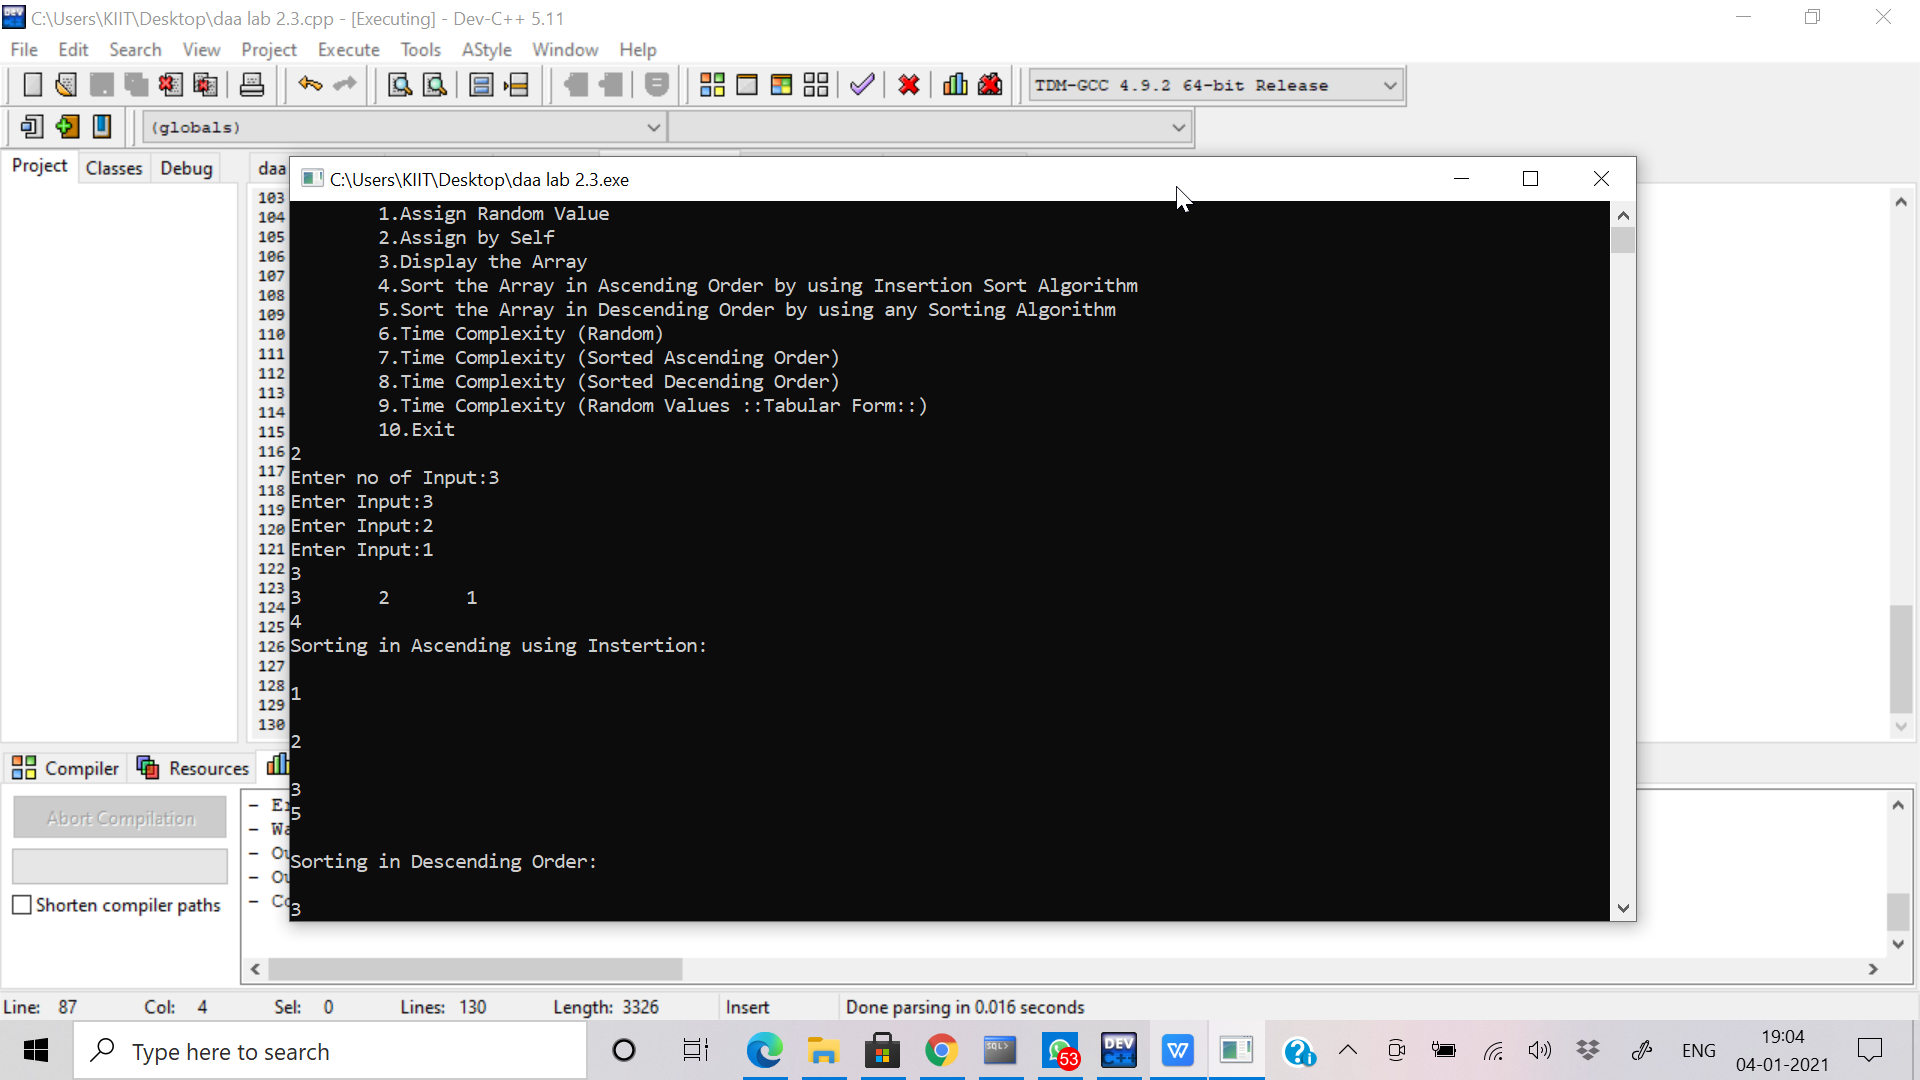 C:\Users\KIIT\Desktop\daa lab 2.3.cpp - [Executing] - Dev-C++ 5.11
File Edit Search View Project Execute Tools AStyle Window Help
TDM-GCC 4.9.2 64-bit Release
(globals)
Project Classes Debug daa
C:\Users\KIIT\Desktop\daa lab 2.3.exe
1.Assign Random Value
2.Assign by Self
3.Display the Array
4.Sort the Array in Ascending Order by using Insertion Sort Algorithm
5.Sort the Array in Descending Order by using any Sorting Algorithm
6.Time Complexity (Random)
7.Time Complexity (Sorted Ascending Order)
8.Time Complexity (Sorted Decending Order)
9.Time Complexity (Random Values ::Tabular Form::)
10.Exit
2
Enter no of Input:3
Enter Input:3
Enter Input:2
Enter Input:1
3
3 2 1
4
Sorting in Ascending using Instertion:
1
2
3
5
Sorting in Descending Order:
3
103
104
105
106
107
108
109
110
111
112
113
114
115
116
117
118
119
120
121
122
123
124
125
126
127
128
129
130
Compiler Resources
Abort Compilation
Shorten compiler paths
Line: 87 Col: 4 Sel: 0 Lines: 130 Length: 3326 Insert Done parsing in 0.016 seconds
Type here to search
SQL>
53
DEV
C++
W
ENG
19:04
04-01-2021